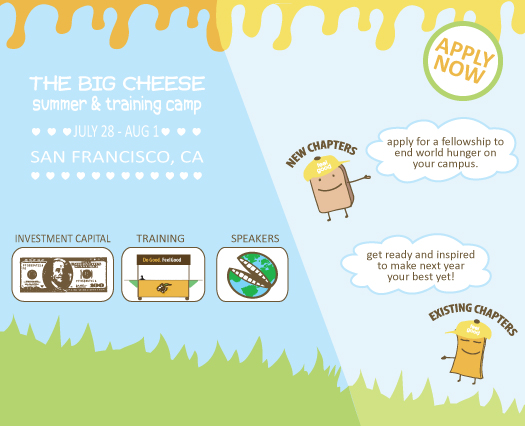 THE BIG CHEESE
summer & training camp
JULY 28 - AUG 1
SAN FRANCISCO, CA
INVESTMENT CAPITAL
TRAINING
SPEAKERS
100
Do Good. Feel Good
APPLY
NOW
NEW CHAPTERS
apply for a fellowship to
end world hunger on
your campus.
get ready and inspired
to make next year
your best yet!
EXISTING CHAPTERS